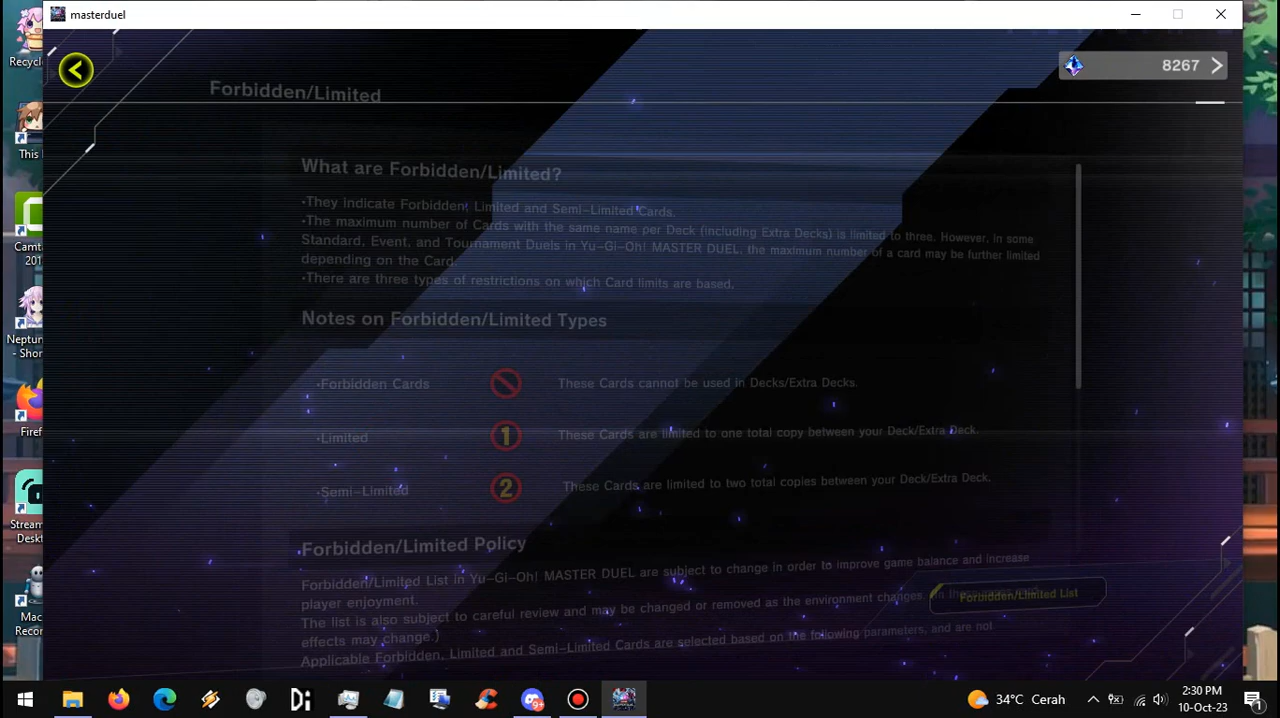 masterduel
Recycle
8267
Forbidden/Limited
What are Forbidden/Limited?
•They indicate Forbidden, Limited and Semi-Limited Cards.
•The maximum number of Cards with the same name per Deck (including Extra Decks) is limited to three. However, in some
Standard, Event, and Tournament Duels in Yu-Gi-Oh! MASTER DUEL, the maximum number of a card may be further limited
depending on the Card.
•There are three types of restrictions on which Card limits are based.
Notes on Forbidden/Limited Types
•Forbidden Cards These Cards cannot be used in Decks/Extra Decks.
•Limited 1 These Cards are limited to one total copy between your Deck/Extra Deck.
•Semi-Limited 2 These Cards are limited to two total copies between your Deck/Extra Deck.
Forbidden/Limited Policy
Forbidden/Limited List in Yu-Gi-Oh! MASTER DUEL are subject to change in order to improve game balance and increase
player enjoyment.
The list is also subject to careful review and may be changed or removed as the environment changes.
effects may change.)
Applicable Forbidden, Limited and Semi-Limited Cards are selected based on the following parameters, and are not
Forbidden/Limited List
This
Camta
201
Neptun
- Shor
Firef
Stream
Deskt
Mac
Recor
Di
9+
34°C Cerah
2:30 PM
10-Oct-23
1